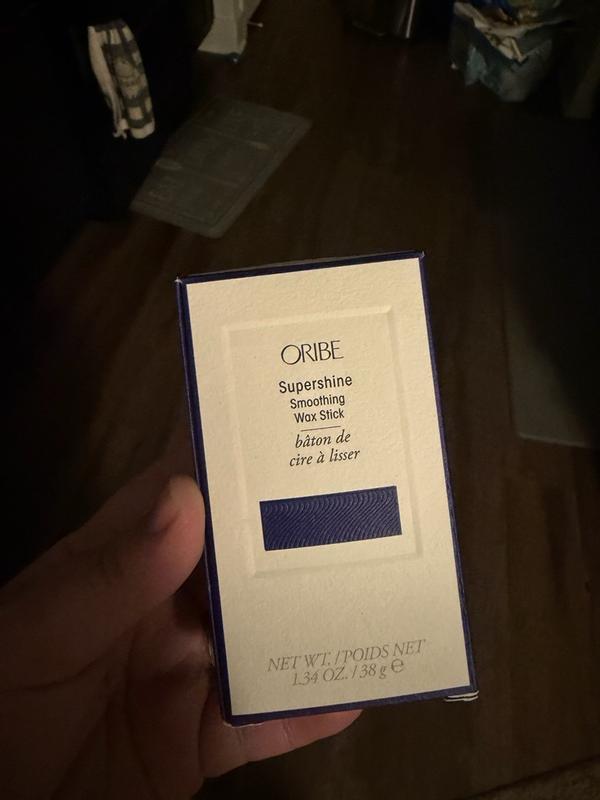 ORIBE
Supershine
Smoothing
Wax Stick
bâton de
cire à lisser
NET WT. / POIDS NET
1.34 OZ. / 38 g ℮